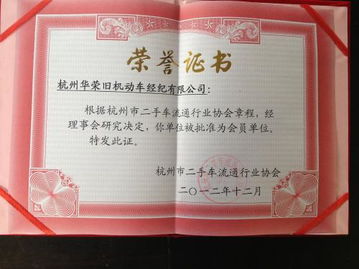 荣誉证书
杭州华荣旧机动车经纪有限公司：
根据杭州市二手车流通行业协会章程，经
理事会研究决定，你单位被批准为会员单位。
特发此证。
杭州市二手车流通行业协会
二〇一二年十二月